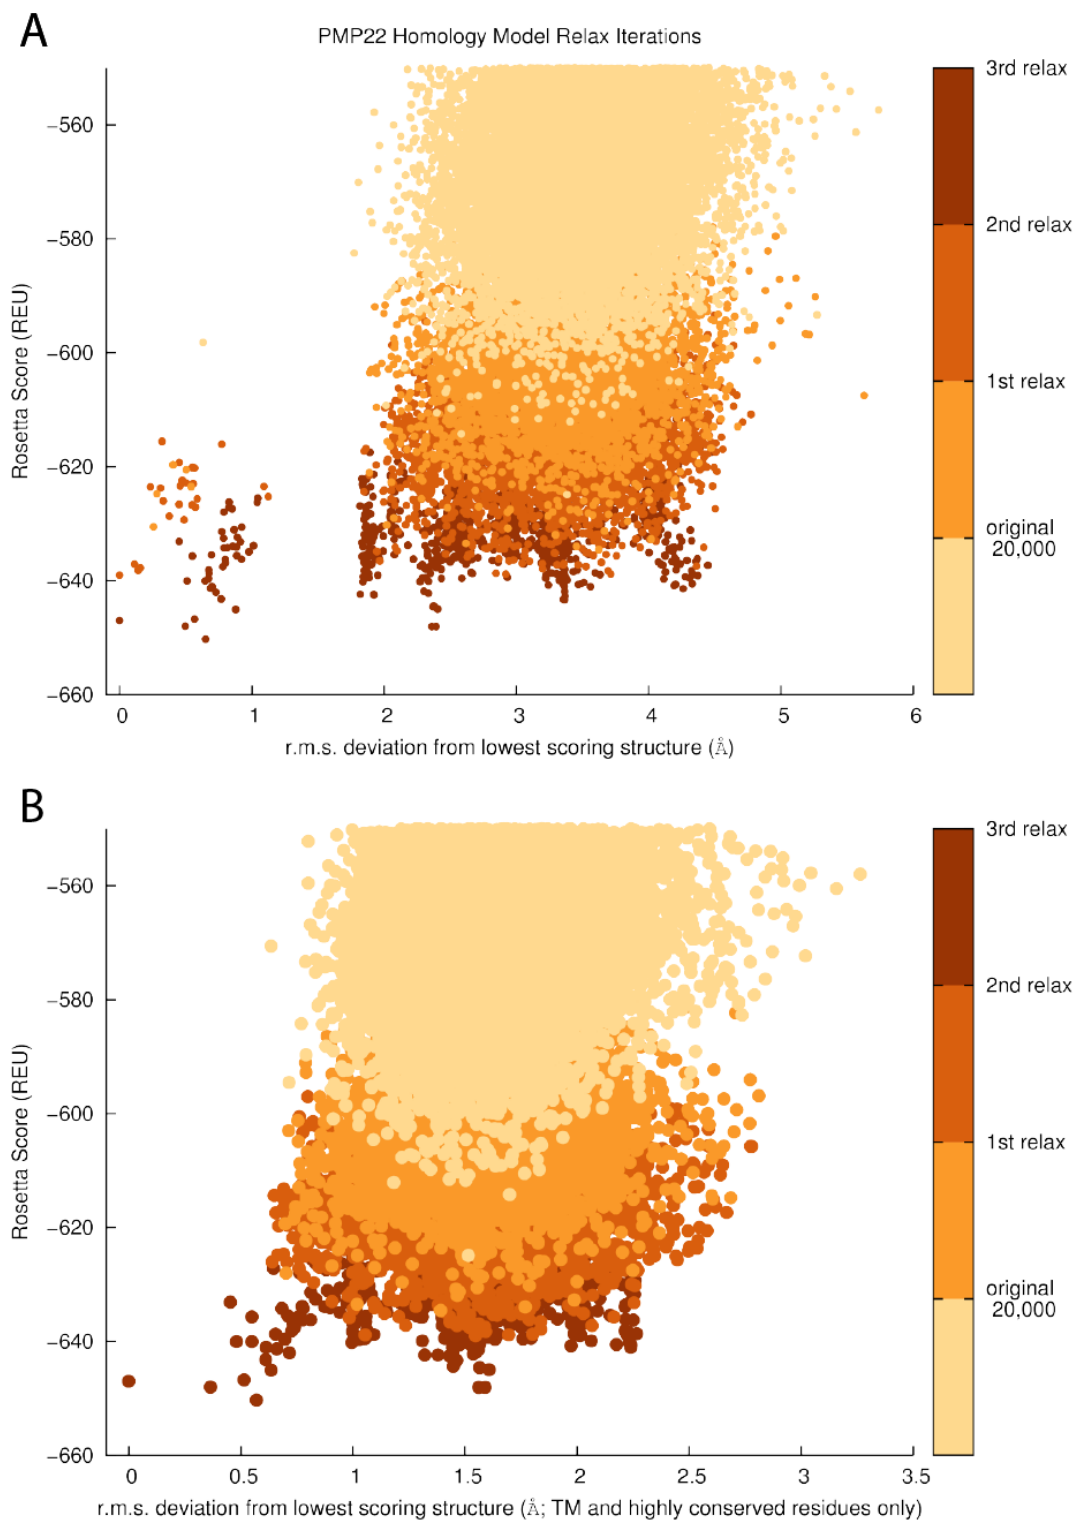 A
PMP22 Homology Model Relax Iterations
Rosetta Score (REU)
−560
−580
−600
−620
−640
−660
0 1 2 3 4 5 6
r.m.s. deviation from lowest scoring structure (Å)
3rd relax
2nd relax
1st relax
original
20,000
B
Rosetta Score (REU)
−560
−580
−600
−620
−640
−660
0 0.5 1 1.5 2 2.5 3 3.5
r.m.s. deviation from lowest scoring structure (Å; TM and highly conserved residues only)
3rd relax
2nd relax
1st relax
original
20,000